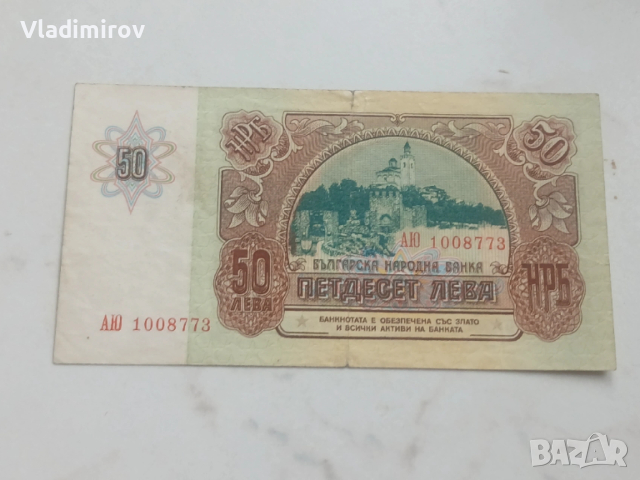 Vladimirov
50
НРБ
50
АЮ 1008773
БЪЛГАРСКА НАРОДНА БАНКА
50
ЛЕВА
ПЕТДЕСЕТ ЛЕВА
НРБ
БАНКНОТАТА Е ОБЕЗПЕЧЕНА СЪС ЗЛАТО
И ВСИЧКИ АКТИВИ НА БАНКАТА
АЮ 1008773
BAZAR